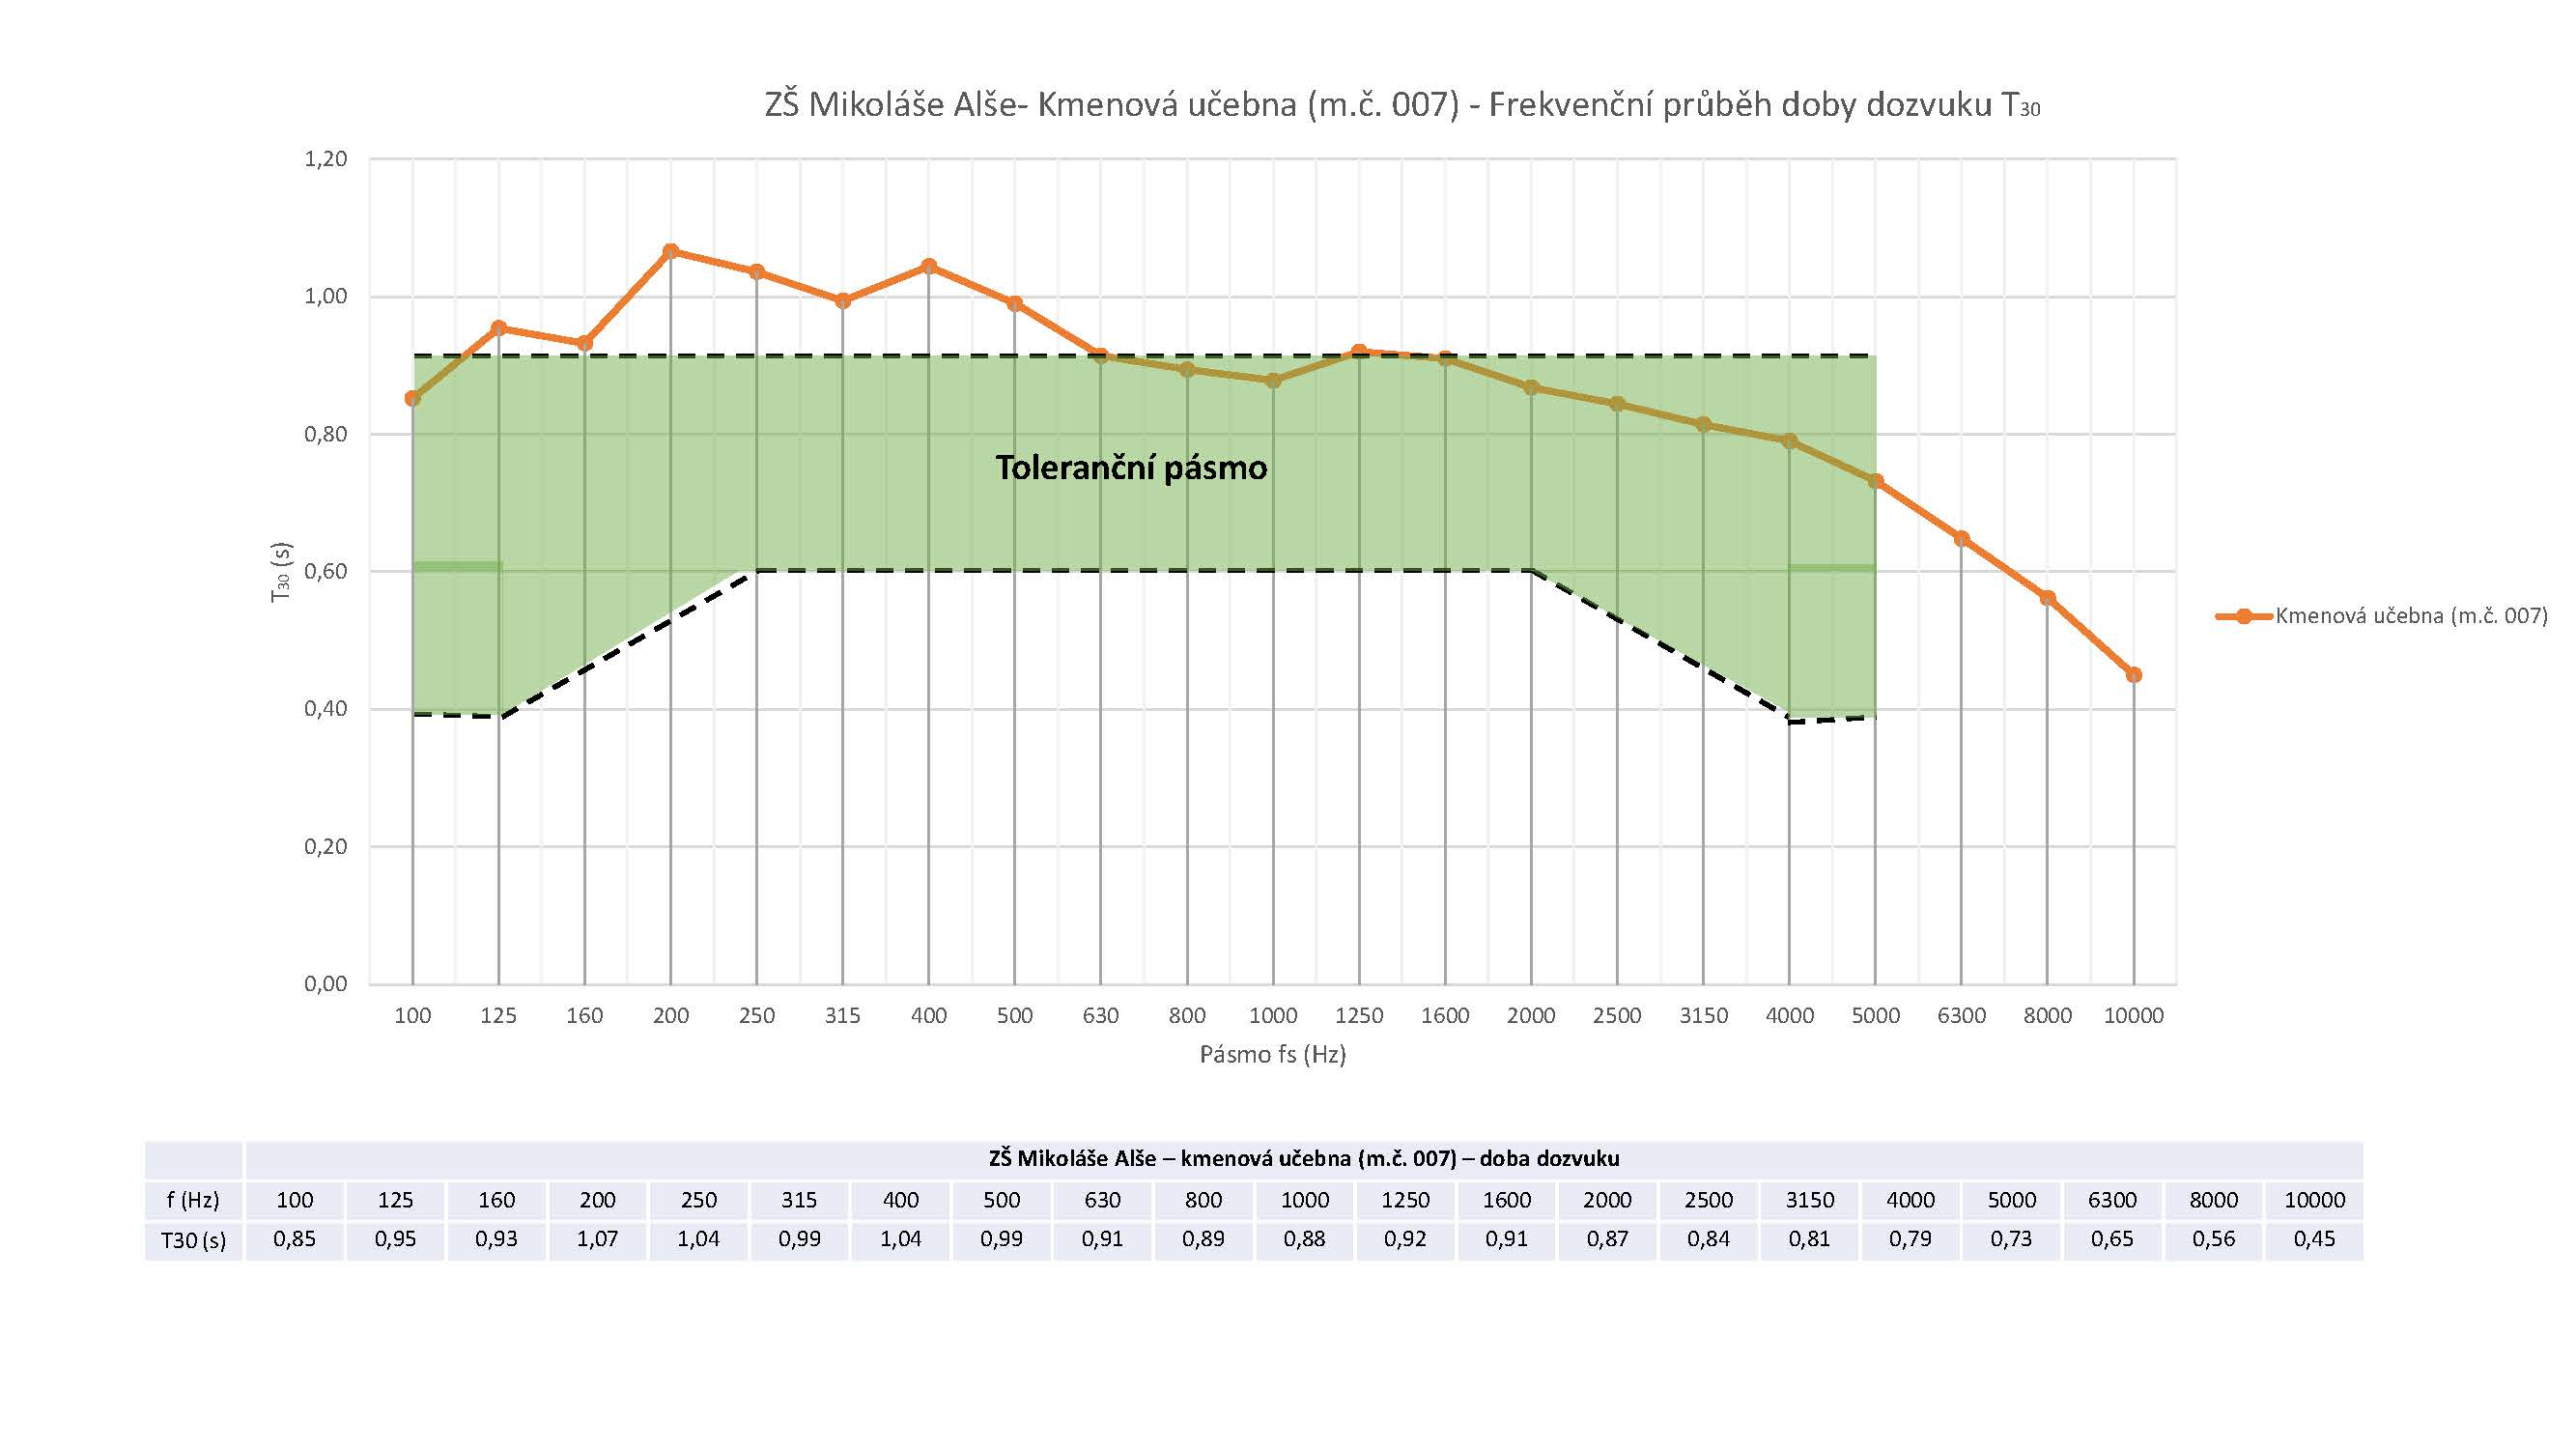 ZŠ Mikoláše Alše- Kmenová učebna (m.č. 007) - Frekvenční průběh doby dozvuku T30
1,20
1,00
0,80
0,60
0,40
0,20
0,00
T30 (s)
Toleranční pásmo
Kmenová učebna (m.č. 007)
100 125 160 200 250 315 400 500 630 800 1000 1250 1600 2000 2500 3150 4000 5000 6300 8000 10000
Pásmo fs (Hz)
ZŠ Mikoláše Alše – kmenová učebna (m.č. 007) – doba dozvuku
f (Hz) 100 125 160 200 250 315 400 500 630 800 1000 1250 1600 2000 2500 3150 4000 5000 6300 8000 10000
T30 (s) 0,85 0,95 0,93 1,07 1,04 0,99 1,04 0,99 0,91 0,89 0,88 0,92 0,91 0,87 0,84 0,81 0,79 0,73 0,65 0,56 0,45